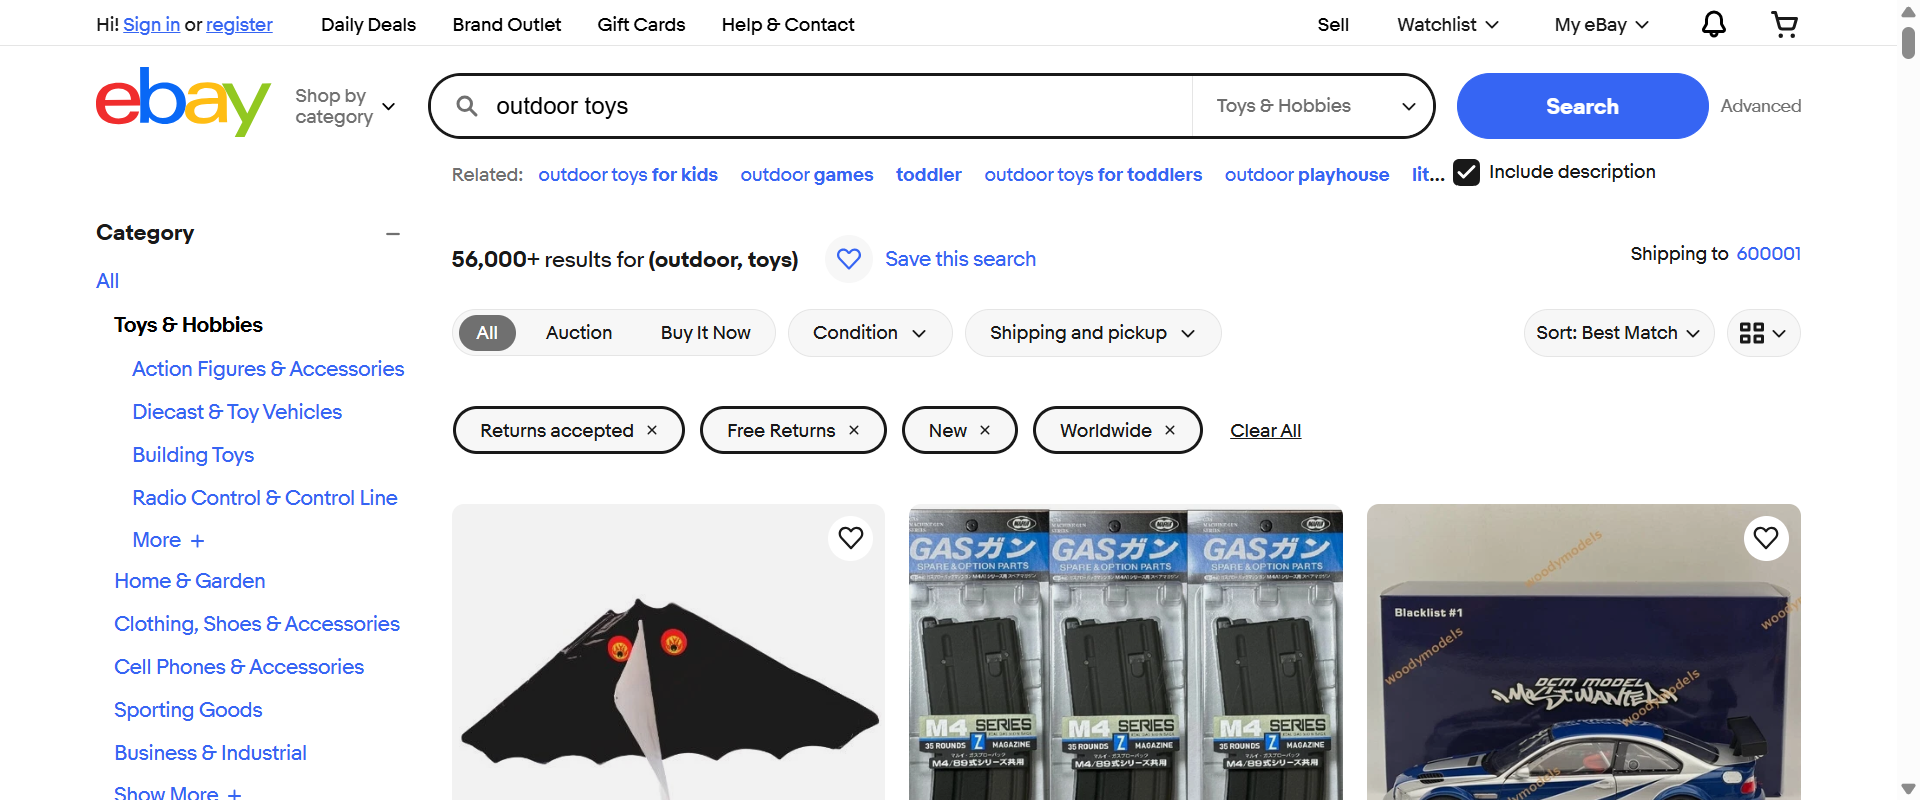 Hi! Sign in or register
Daily Deals
Brand Outlet
Gift Cards
Help & Contact
Sell
Watchlist
My eBay
ebay
Shop by
category
outdoor toys
Toys & Hobbies
Search
Advanced
Related: outdoor toys for kids outdoor games toddler outdoor toys for toddlers outdoor playhouse lit...
Include description
Category
All
Toys & Hobbies
Action Figures & Accessories
Diecast & Toy Vehicles
Building Toys
Radio Control & Control Line
More
Home & Garden
Clothing, Shoes & Accessories
Cell Phones & Accessories
Sporting Goods
Business & Industrial
Show More
56,000+ results for (outdoor, toys)
Save this search
Shipping to 600001
All
Auction
Buy It Now
Condition
Shipping and pickup
Sort: Best Match
Returns accepted
Free Returns
New
Worldwide
Clear All
GASガン GASガン GASガン
SPARE & OPTION PARTS SPARE & OPTION PARTS SPARE & OPTION PARTS
M4 SERIES M4 SERIES M4 SERIES
35 ROUNDS Z MAGAZINE 35 ROUNDS Z MAGAZINE 35 ROUNDS Z MAGAZINE
M4/89式シリーズ共用 M4/89式シリーズ共用 M4/89式シリーズ共用
woodymodels
Blacklist #1
woodymodels
DCM MODEL
MOST WANTED
woodymodels